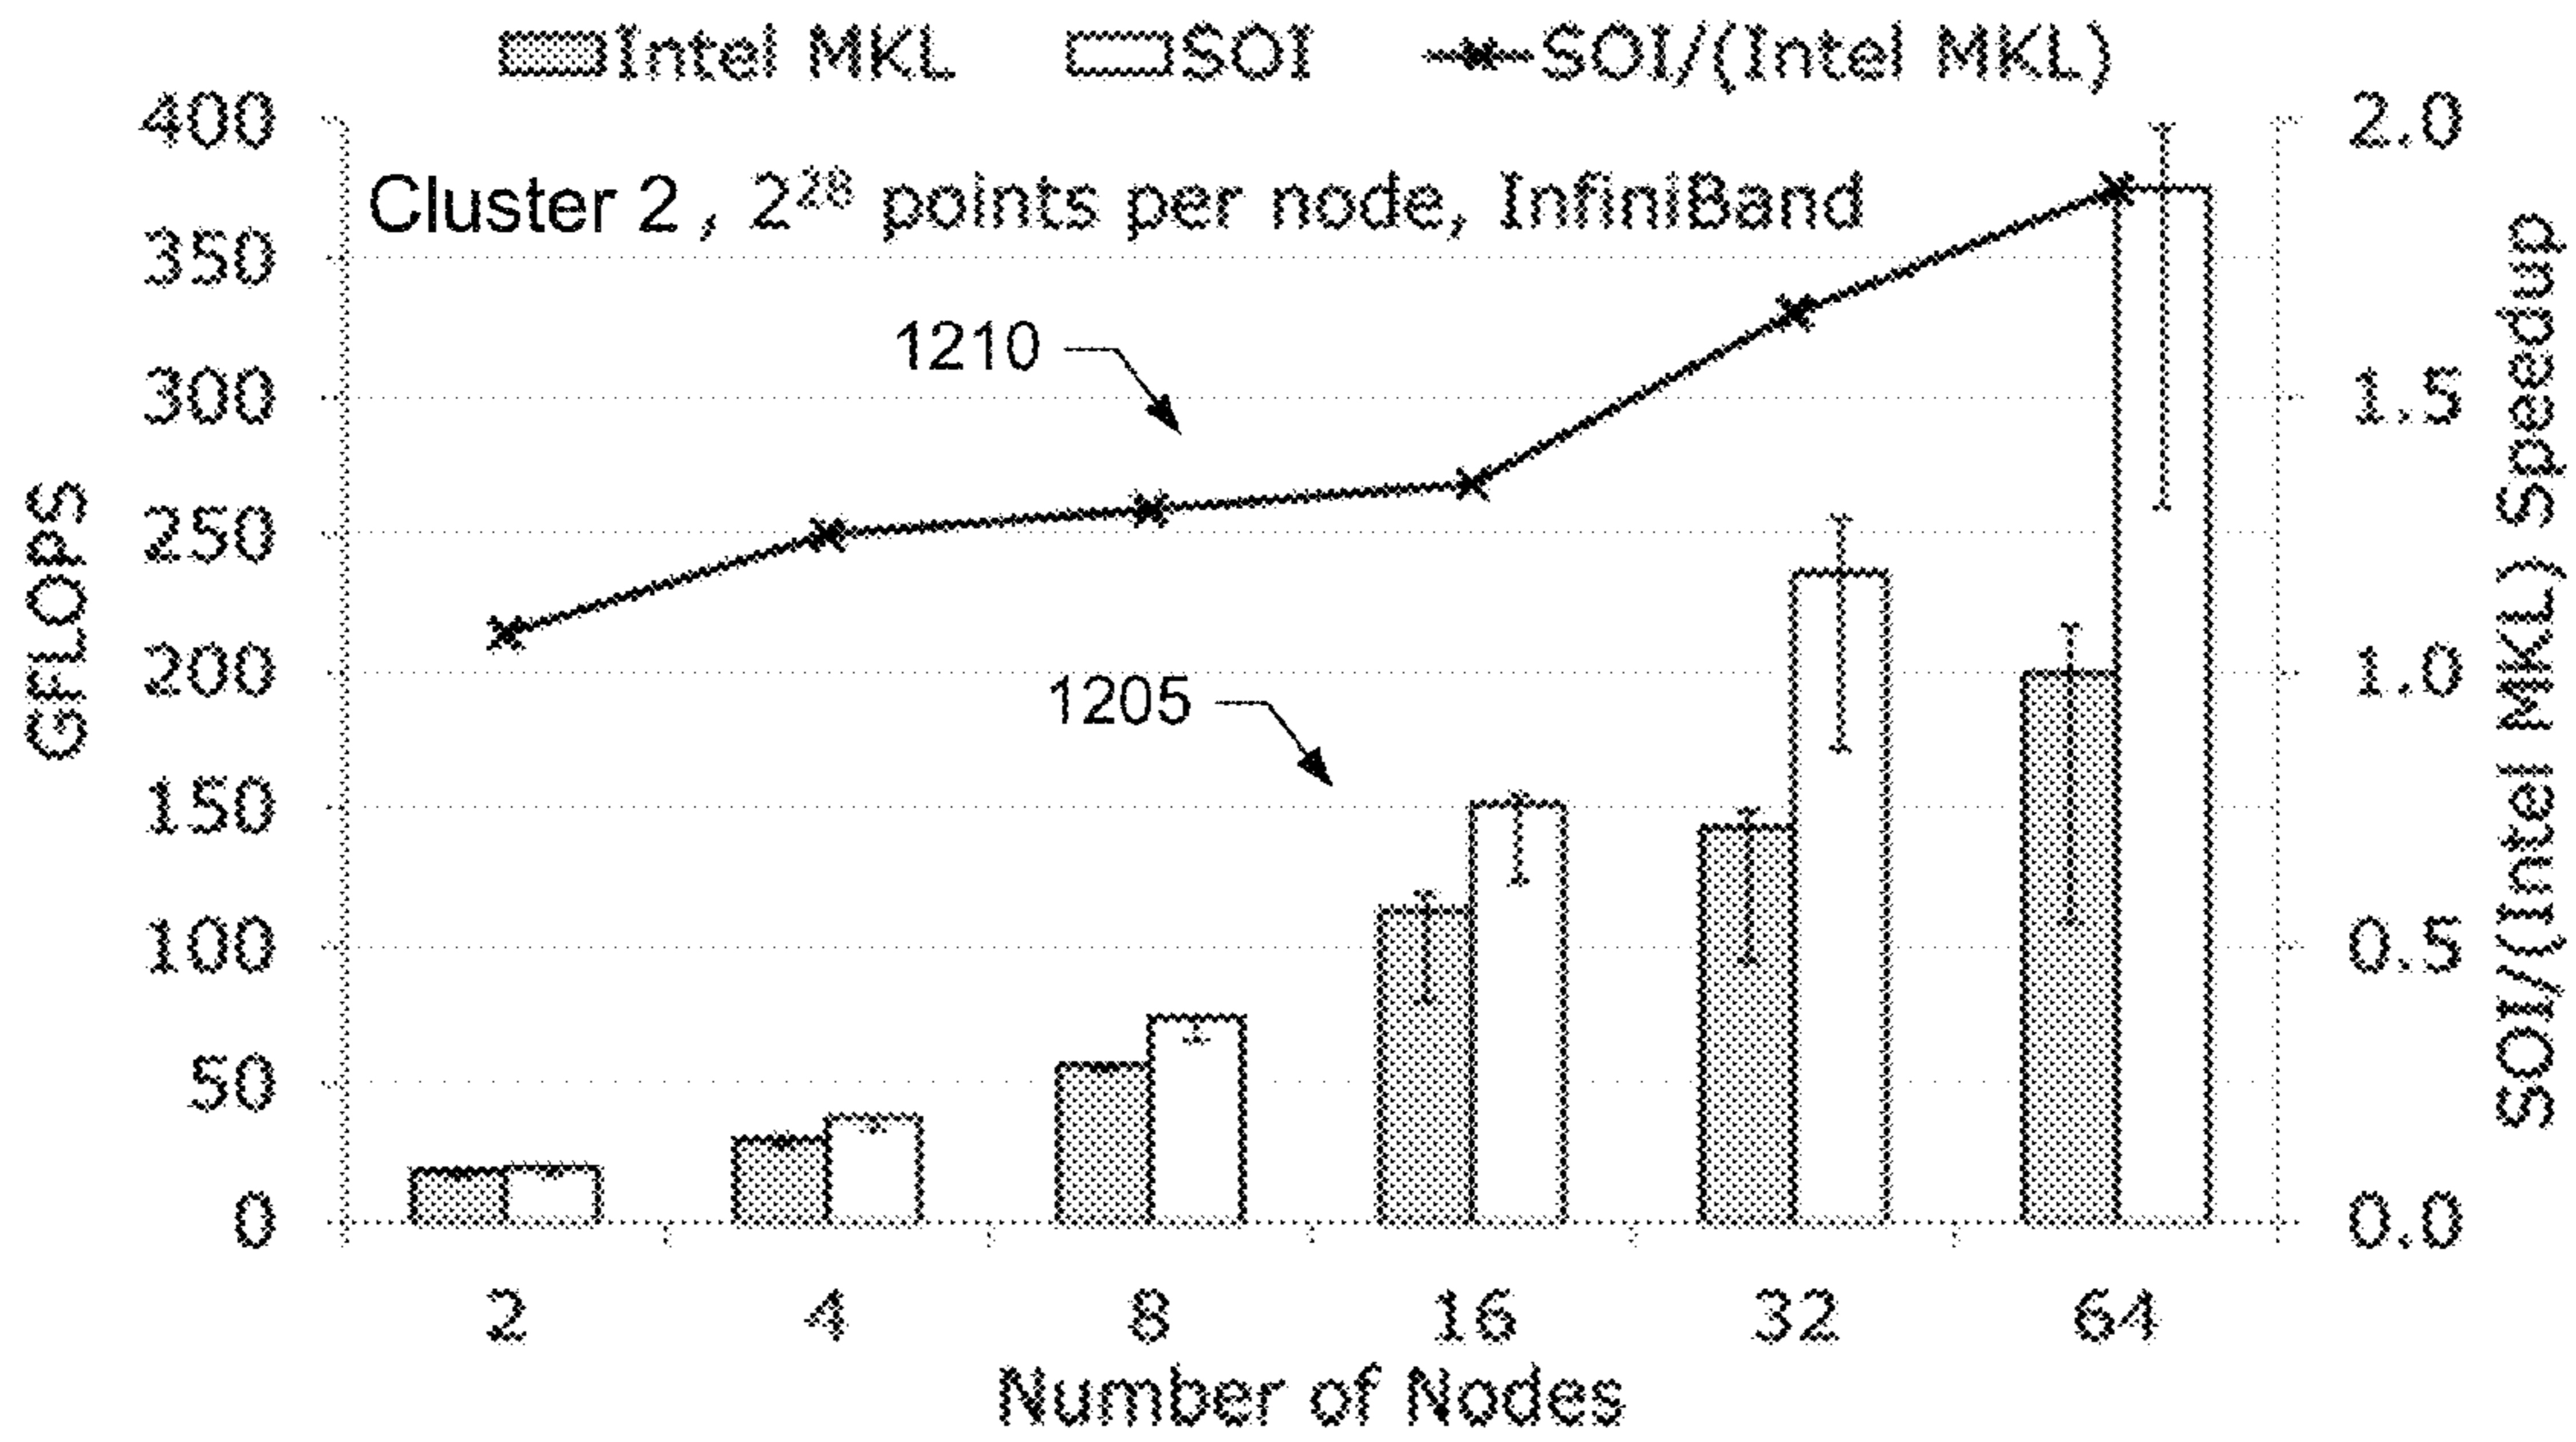 Intel MKL SOI SOI/(Intel MKL)
400 2.0
Cluster 2 , 2²⁸ points per node, InfiniBand
350
1210
300 1.5
250
GFLOPS
SOI/(Intel MKL) Speedup
200 1.0
1205
150
100 0.5
50
0 0.0
2 4 8 16 32 64
Number of Nodes